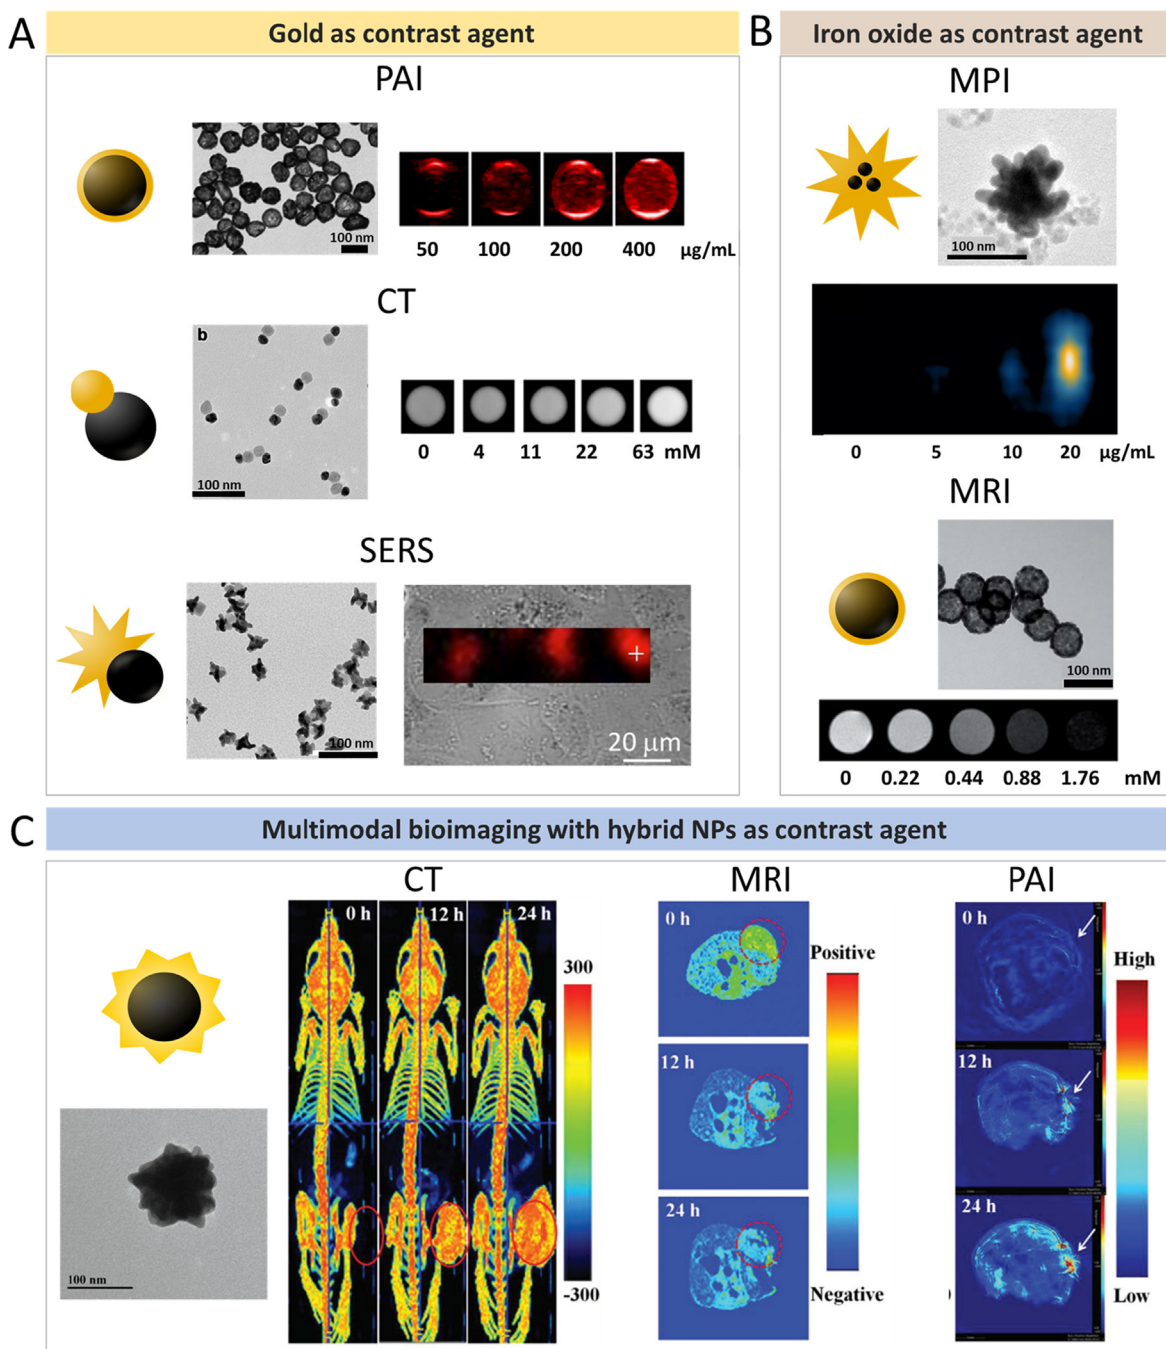 A
Gold as contrast agent
PAI
100 nm
50 100 200 400 μg/mL
CT
b
100 nm
0 4 11 22 63 mM
SERS
100 nm
20 μm
B
Iron oxide as contrast agent
MPI
100 nm
0 5 10 20 μg/mL
MRI
100 nm
0 0.22 0.44 0.88 1.76 mM
C
Multimodal bioimaging with hybrid NPs as contrast agent
100 nm
CT
0 h 12 h 24 h
300
-300
MRI
0 h
12 h
24 h
Positive
Negative
PAI
0 h
12 h
24 h
High
Low